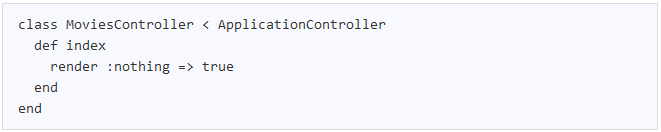 class MoviesController < ApplicationController
  def index
    render :nothing => true
  end
end